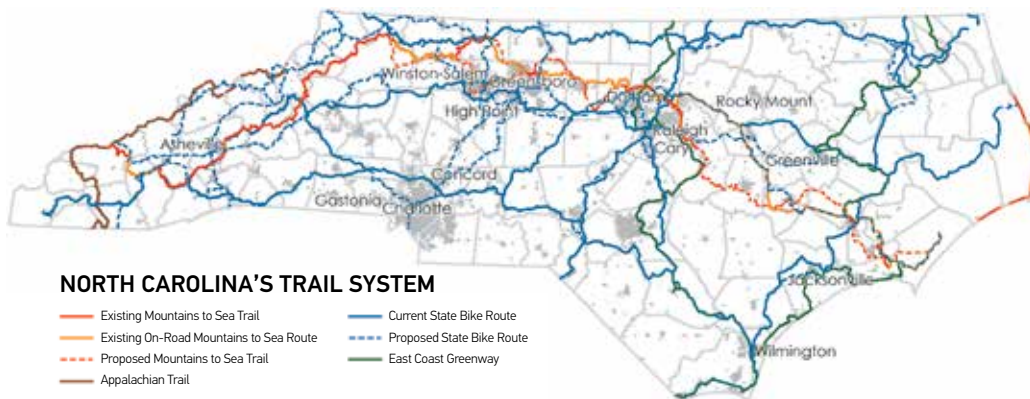 Winston-Salem
Greensboro
Durham
High Point
Rocky Mount
Raleigh
Cary
Asheville
Greenville
Concord
Gastonia
Charlotte
Jacksonville
Wilmington
NORTH CAROLINA'S TRAIL SYSTEM
Existing Mountains to Sea Trail
Current State Bike Route
Existing On-Road Mountains to Sea Route
Proposed State Bike Route
Proposed Mountains to Sea Trail
East Coast Greenway
Appalachian Trail